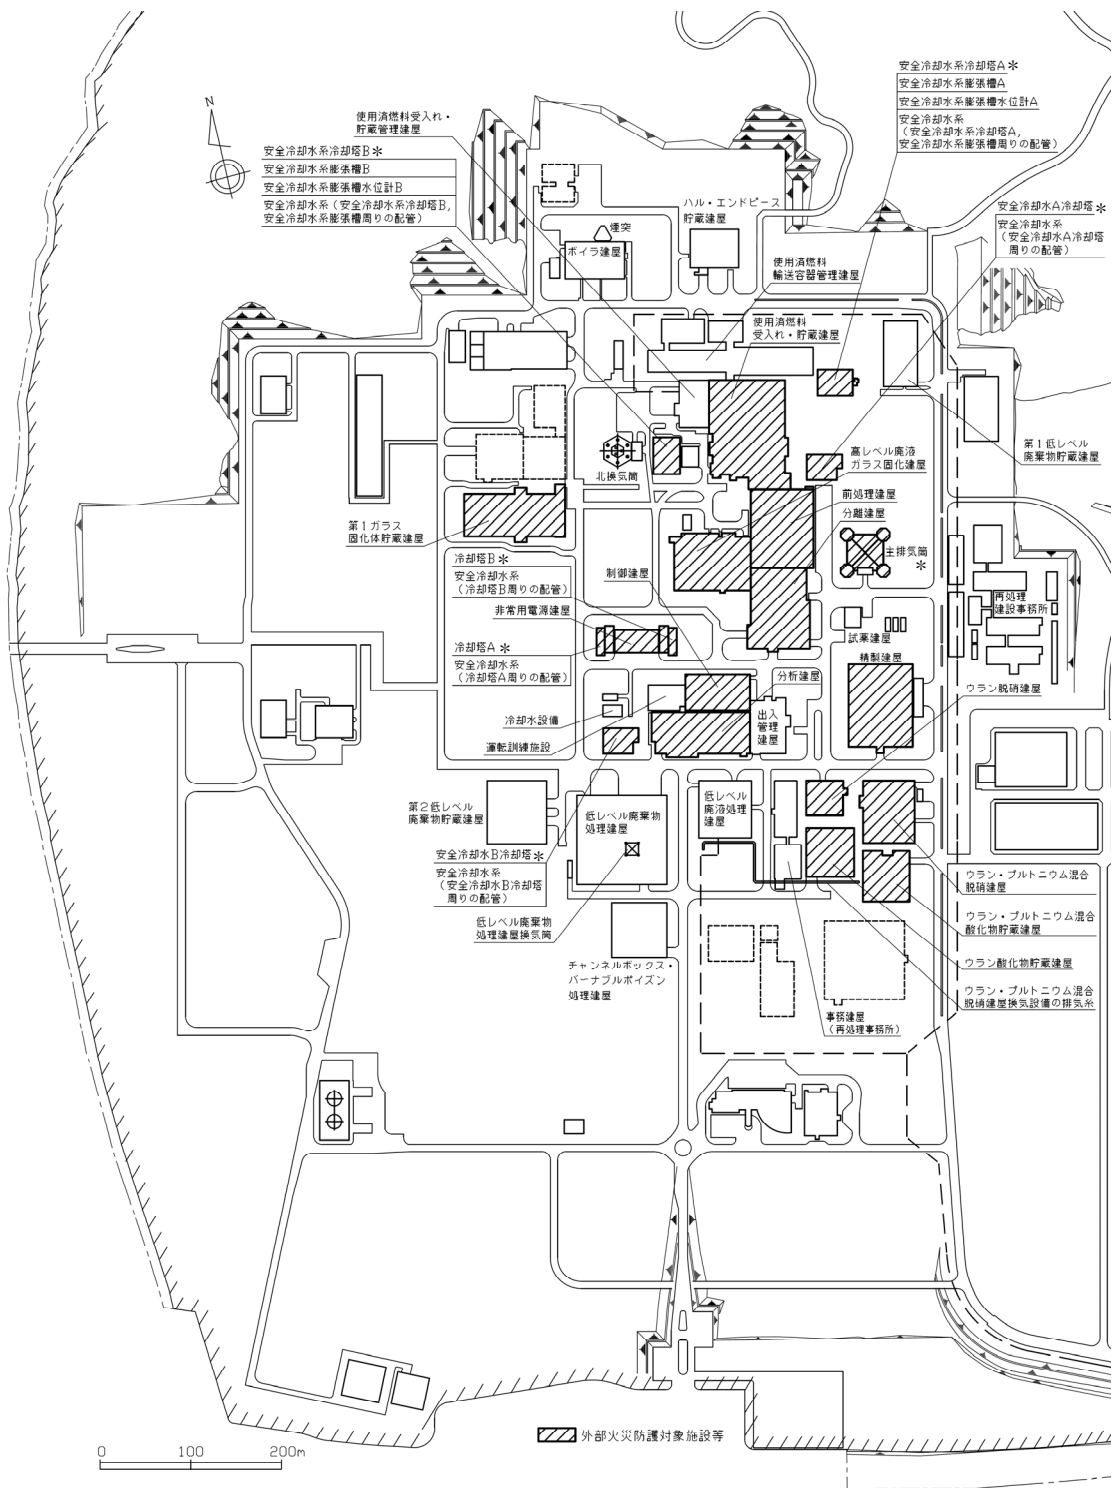 安全冷却水系冷却塔A*
安全冷却水系膨張槽A
安全冷却水系膨張槽水位計A
安全冷却水系
(安全冷却水系冷却塔A,
安全冷却水系膨張槽周りの配管)
N
使用済燃料受入れ・
貯蔵管理建屋
安全冷却水系冷却塔B*
安全冷却水系膨張槽B
安全冷却水系膨張槽水位計B
安全冷却水系(安全冷却水系冷却塔B,
安全冷却水系膨張槽周りの配管)
ハル・エンドピース
貯蔵建屋
安全冷却水A冷却塔*
安全冷却水系
(安全冷却水A冷却塔
周りの配管)
煙突
ボイラ建屋
使用済燃料
輸送容器管理建屋
使用済燃料
受入れ・貯蔵建屋
第1低レベル
廃棄物貯蔵建屋
高レベル廃液
ガラス固化建屋
北換気筒
前処理建屋
分離建屋
第1ガラス
固化体貯蔵建屋
主排気筒
*
冷却塔B*
安全冷却水系
(冷却塔B周りの配管)
制御建屋
非常用電源建屋
再処理
建設事務所
試薬建屋
冷却塔A*
安全冷却水系
(冷却塔A周りの配管)
精製建屋
分析建屋
ウラン脱硝建屋
冷却水設備
出入
管理
建屋
運転訓練施設
第2低レベル
廃棄物貯蔵建屋
低レベル廃棄物
処理建屋
低レベル
廃液処理
建屋
安全冷却水B冷却塔*
安全冷却水系
(安全冷却水B冷却塔
周りの配管)
ウラン・プルトニウム混合
脱硝建屋
低レベル廃棄物
処理建屋換気筒
ウラン・プルトニウム混合
酸化物貯蔵建屋
チャンネルボックス・
バーナブルポイズン
処理建屋
ウラン酸化物貯蔵建屋
ウラン・プルトニウム混合
脱硝建屋換気設備の排気系
事務建屋
(再処理事務所)
外部火災防護対象施設等
0 100 200m